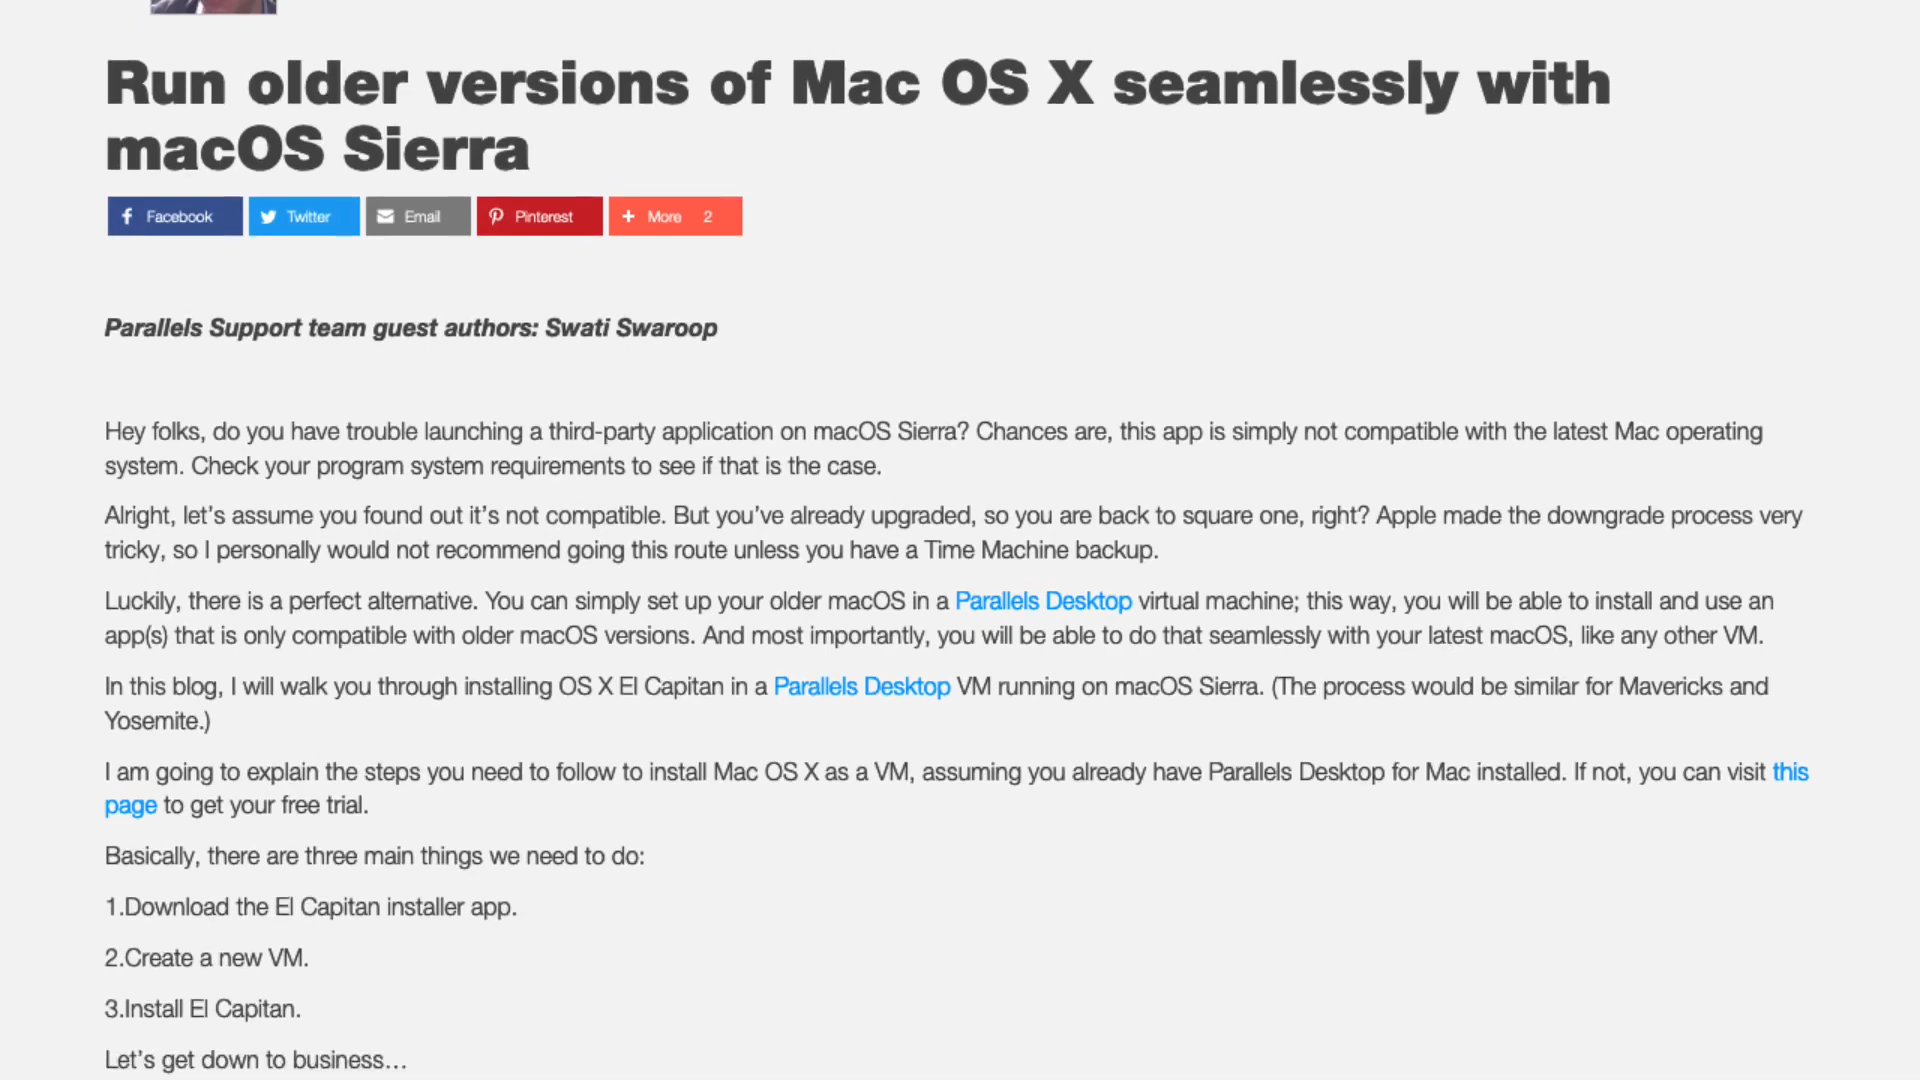 Run older versions of Mac OS X seamlessly with
macOS Sierra
Facebook Twitter Email Pinterest More 2
Parallels Support team guest authors: Swati Swaroop
Hey folks, do you have trouble launching a third-party application on macOS Sierra? Chances are, this app is simply not compatible with the latest Mac operating
system. Check your program system requirements to see if that is the case.
Alright, let’s assume you found out it’s not compatible. But you’ve already upgraded, so you are back to square one, right? Apple made the downgrade process very
tricky, so I personally would not recommend going this route unless you have a Time Machine backup.
Luckily, there is a perfect alternative. You can simply set up your older macOS in a Parallels Desktop virtual machine; this way, you will be able to install and use an
app(s) that is only compatible with older macOS versions. And most importantly, you will be able to do that seamlessly with your latest macOS, like any other VM.
In this blog, I will walk you through installing OS X El Capitan in a Parallels Desktop VM running on macOS Sierra. (The process would be similar for Mavericks and
Yosemite.)
I am going to explain the steps you need to follow to install Mac OS X as a VM, assuming you already have Parallels Desktop for Mac installed. If not, you can visit this
page to get your free trial.
Basically, there are three main things we need to do:
1.Download the El Capitan installer app.
2.Create a new VM.
3.Install El Capitan.
Let’s get down to business…